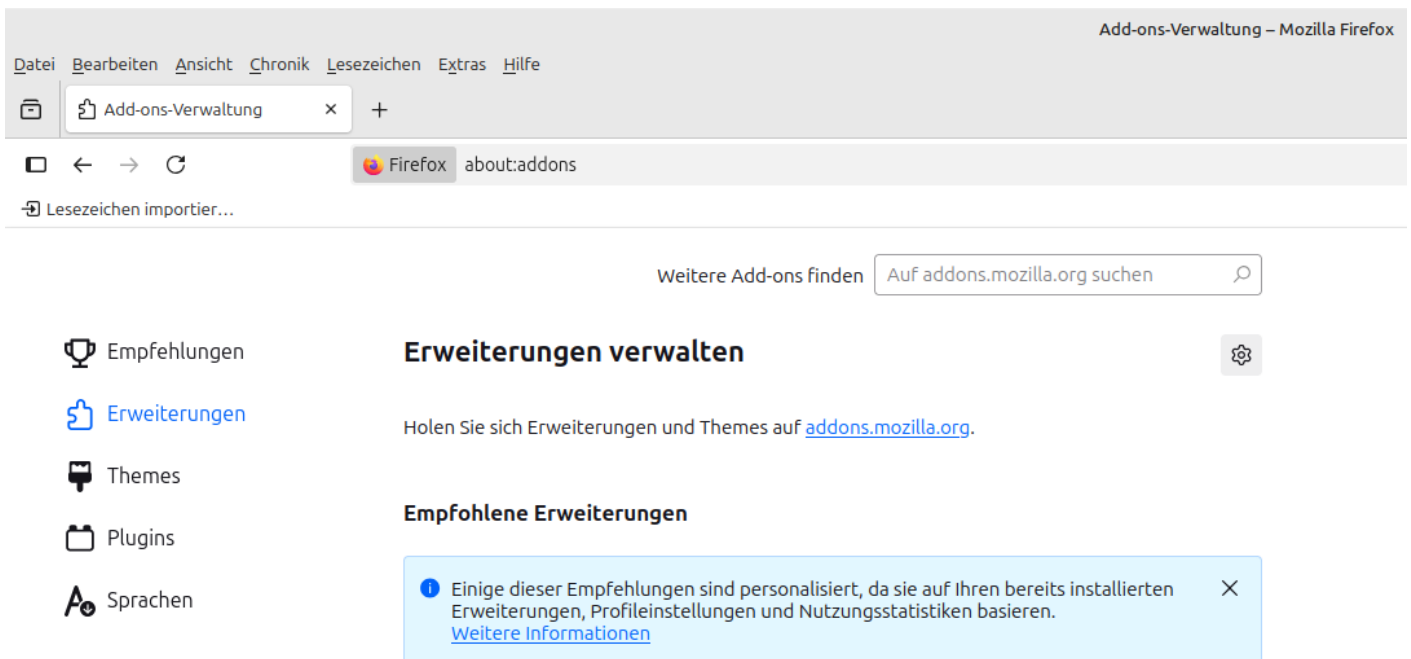 Add-ons-Verwaltung – Mozilla Firefox
Datei Bearbeiten Ansicht Chronik Lesezeichen Extras Hilfe
Add-ons-Verwaltung
Firefox about:addons
Lesezeichen importier…
Weitere Add-ons finden Auf addons.mozilla.org suchen
Empfehlungen
Erweiterungen
Themes
Plugins
Sprachen
Erweiterungen verwalten
Holen Sie sich Erweiterungen und Themes auf addons.mozilla.org.
Empfohlene Erweiterungen
Einige dieser Empfehlungen sind personalisiert, da sie auf Ihren bereits installierten
Erweiterungen, Profileinstellungen und Nutzungsstatistiken basieren.
Weitere Informationen